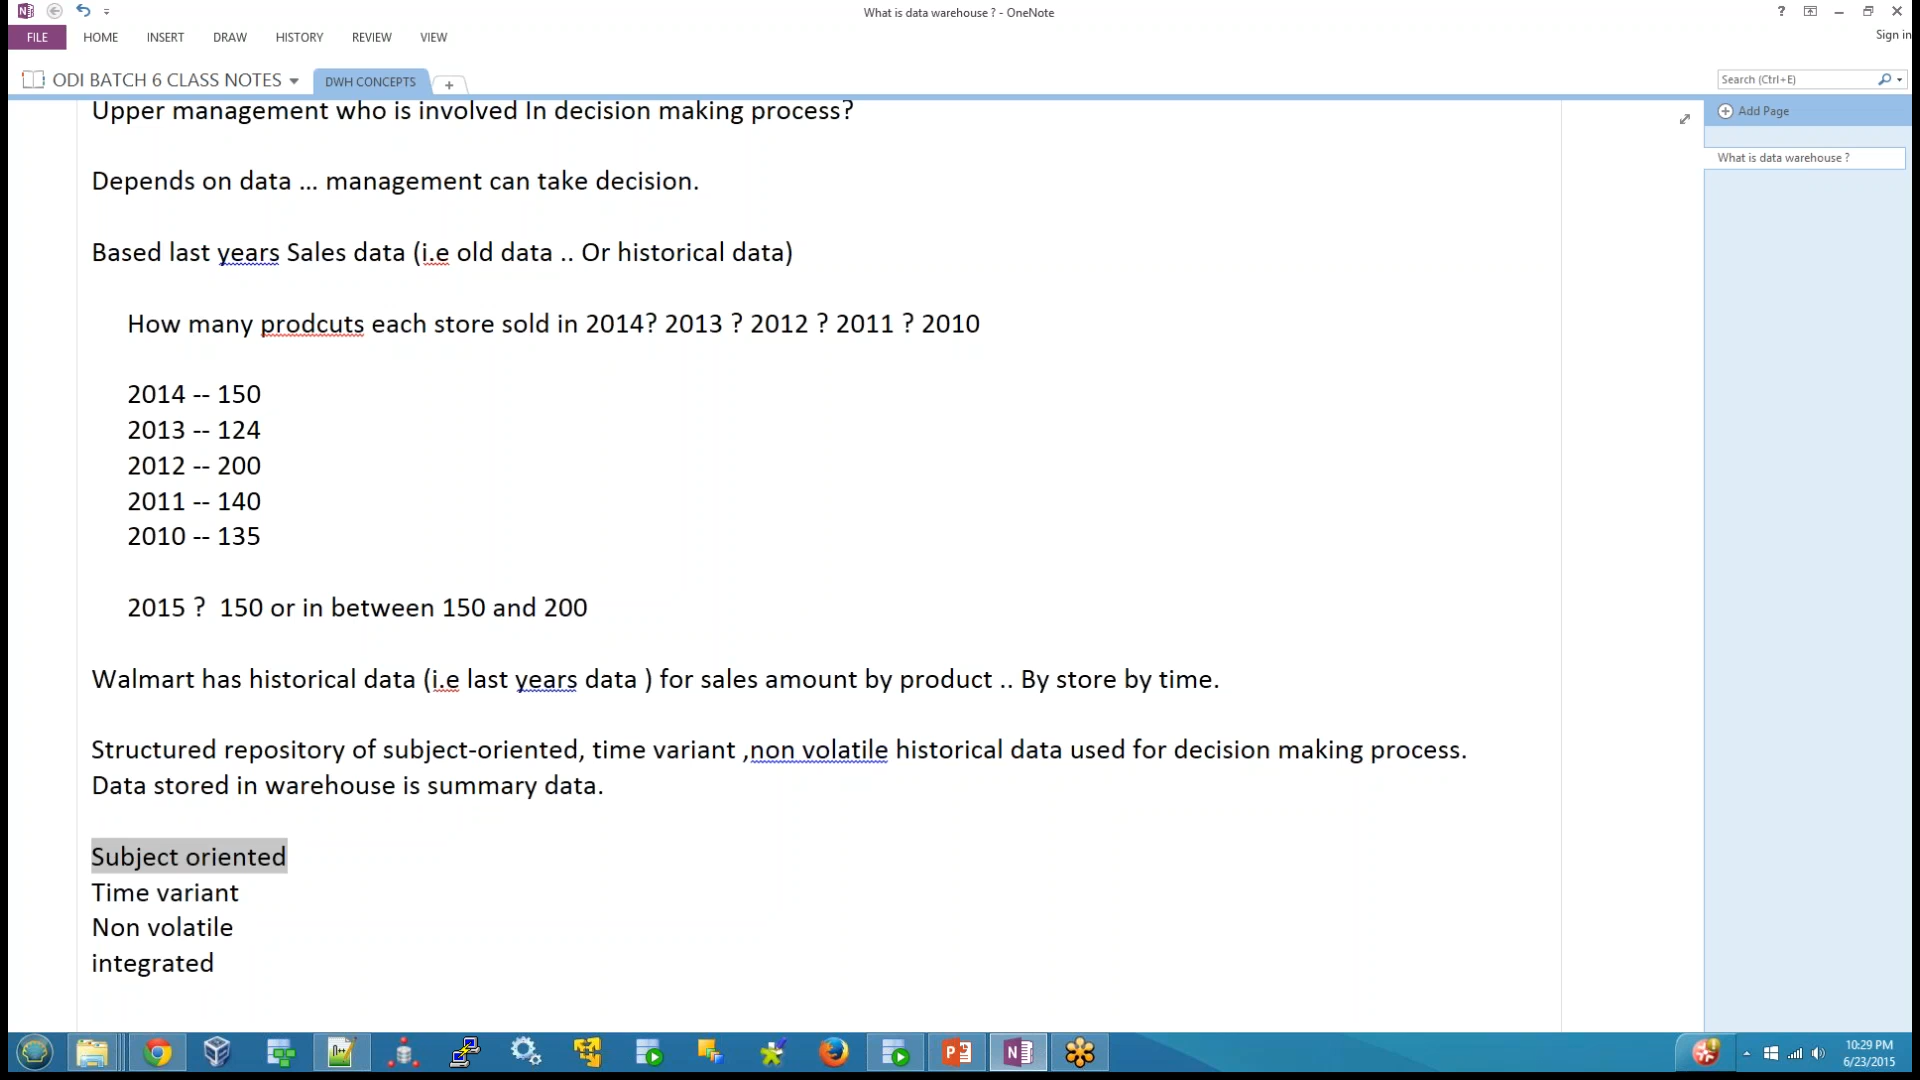 What is data warehouse ? - OneNote
?
FILE HOME INSERT DRAW HISTORY REVIEW VIEW
Sign in
ODI BATCH 6 CLASS NOTES DWH CONCEPTS +
Search (Ctrl+E)
Add Page
What is data warehouse ?
Upper management who is involved In decision making process?
Depends on data ... management can take decision.
Based last years Sales data (i.e old data .. Or historical data)
How many prodcuts each store sold in 2014? 2013 ? 2012 ? 2011 ? 2010
2014 -- 150
2013 -- 124
2012 -- 200
2011 -- 140
2010 -- 135
2015 ? 150 or in between 150 and 200
Walmart has historical data (i.e last years data ) for sales amount by product .. By store by time.
Structured repository of subject-oriented, time variant ,non volatile historical data used for decision making process.
Data stored in warehouse is summary data.
Subject oriented
Time variant
Non volatile
integrated
10:29 PM
6/23/2015